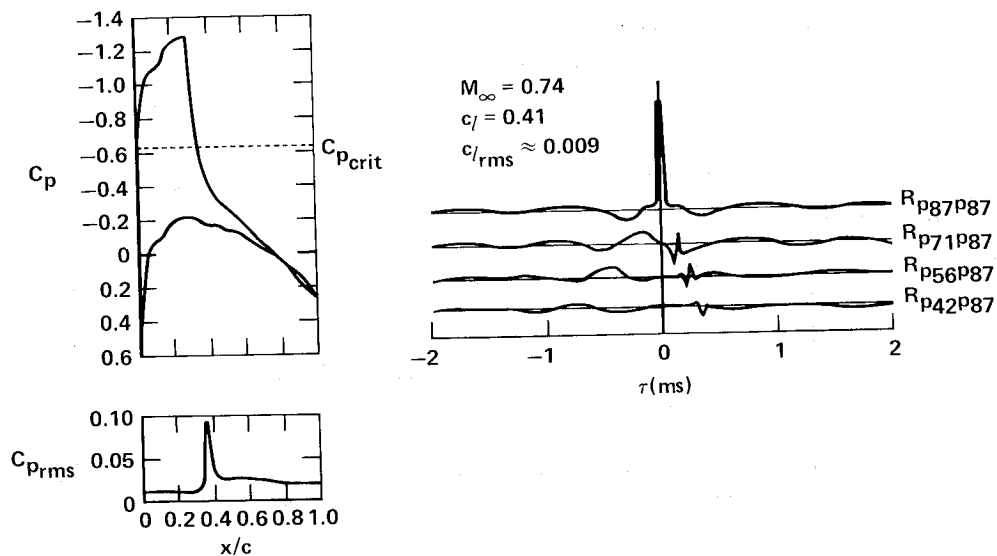 −1.4
−1.2
−1.0
−0.8
−0.6
−0.4
−0.2
0
0.2
0.4
0.6
Cp
Cpcrit
M∞ = 0.74
cl = 0.41
clrms ≈ 0.009
Rp87p87
Rp71p87
Rp56p87
Rp42p87
−2
−1
0
1
2
τ(ms)
0.10
0.05
0
Cprms
0 0.2 0.4 0.6 0.8 1.0
x/c